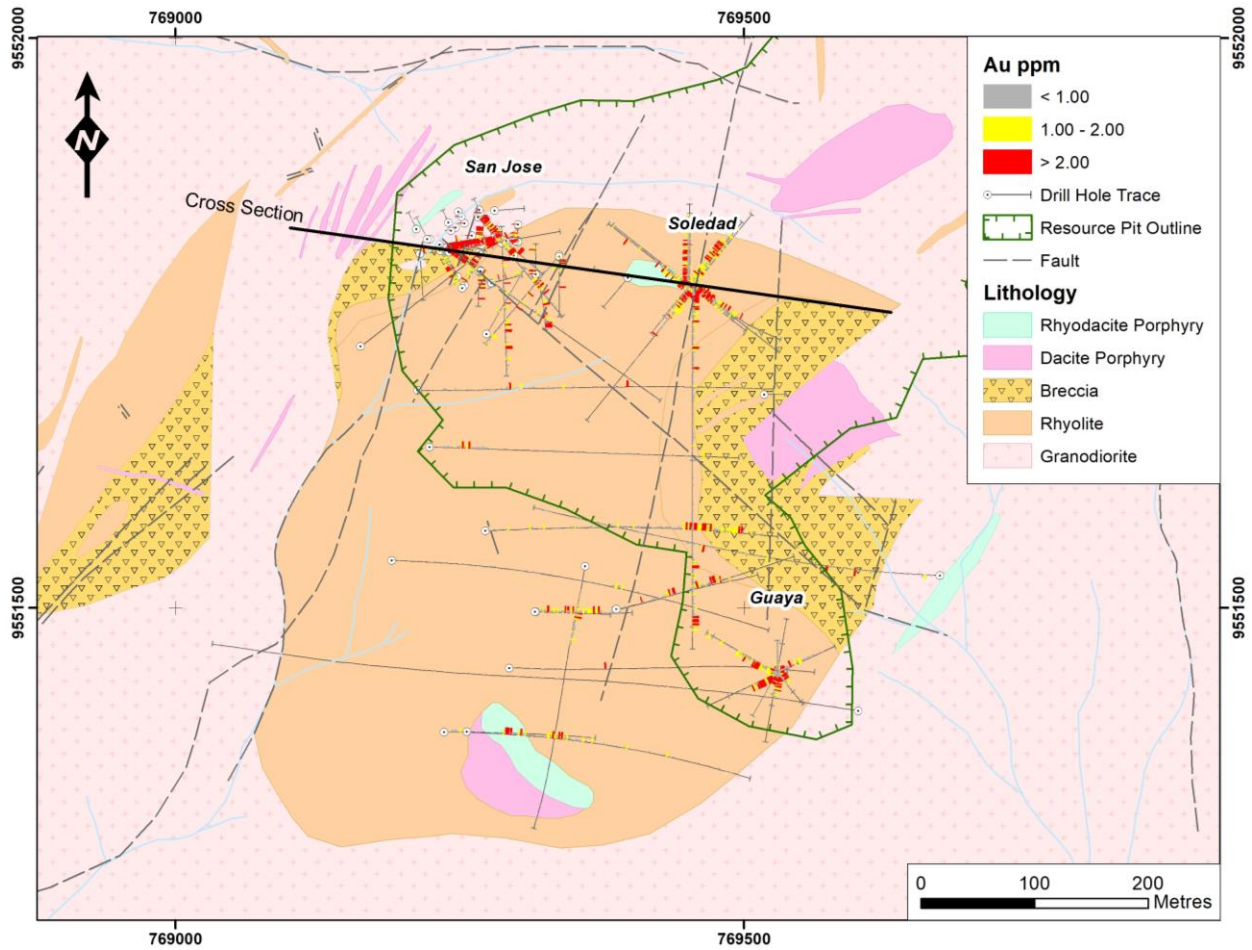 769000
769500
9552000
9552000
N
Au ppm
< 1.00
1.00 - 2.00
> 2.00
Drill Hole Trace
Resource Pit Outline
Fault
Lithology
Rhyodacite Porphyry
Dacite Porphyry
Breccia
Rhyolite
Granodiorite
San Jose
Cross Section
Soledad
Guaya
9551500
9551500
0 100 200
Metres
769000
769500